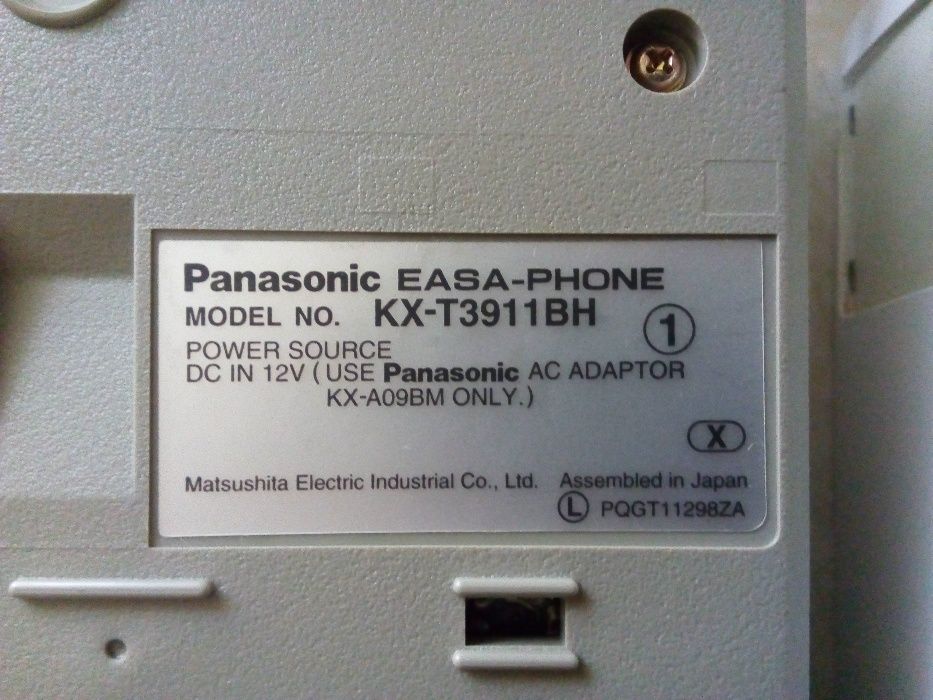 Panasonic EASA-PHONE
MODEL NO. KX-T3911BH 1
POWER SOURCE
DC IN 12V (USE Panasonic AC ADAPTOR
KX-A09BM ONLY.)
X
Matsushita Electric Industrial Co., Ltd. Assembled in Japan
L PQGT11298ZA